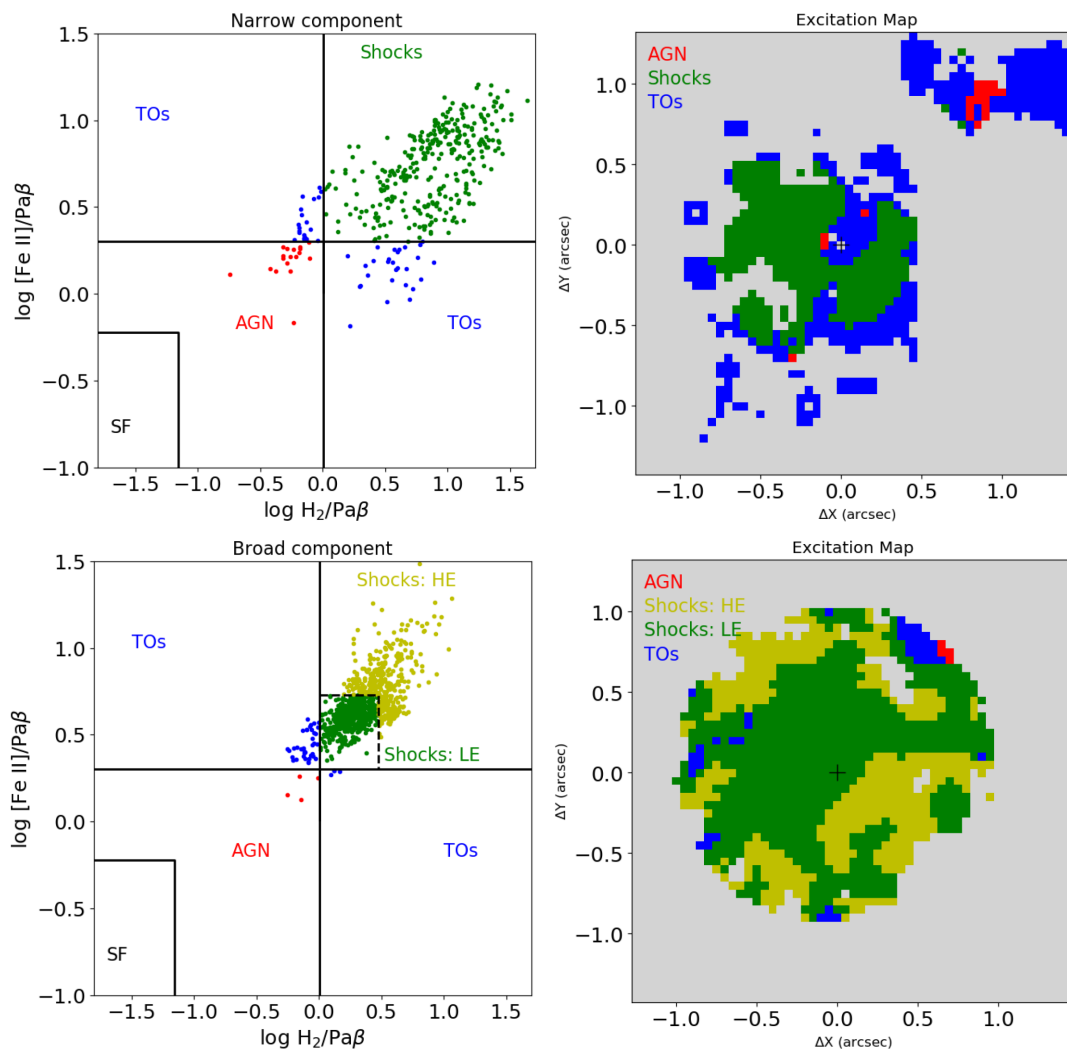 Narrow component
1.5
1.0
0.5
0.0
−0.5
−1.0
log [Fe II]/Paβ
Shocks
TOs
AGN
TOs
SF
−1.5 −1.0 −0.5 0.0 0.5 1.0 1.5
log H₂/Paβ
Excitation Map
AGN
Shocks
TOs
1.0
0.5
0.0
−0.5
−1.0
ΔY (arcsec)
−1.0 −0.5 0.0 0.5 1.0
ΔX (arcsec)
Broad component
1.5
1.0
0.5
0.0
−0.5
−1.0
log [Fe II]/Paβ
Shocks: HE
TOs
Shocks: LE
AGN
TOs
SF
−1.5 −1.0 −0.5 0.0 0.5 1.0 1.5
log H₂/Paβ
Excitation Map
AGN
Shocks: HE
Shocks: LE
TOs
1.0
0.5
0.0
−0.5
−1.0
ΔY (arcsec)
−1.0 −0.5 0.0 0.5 1.0
ΔX (arcsec)